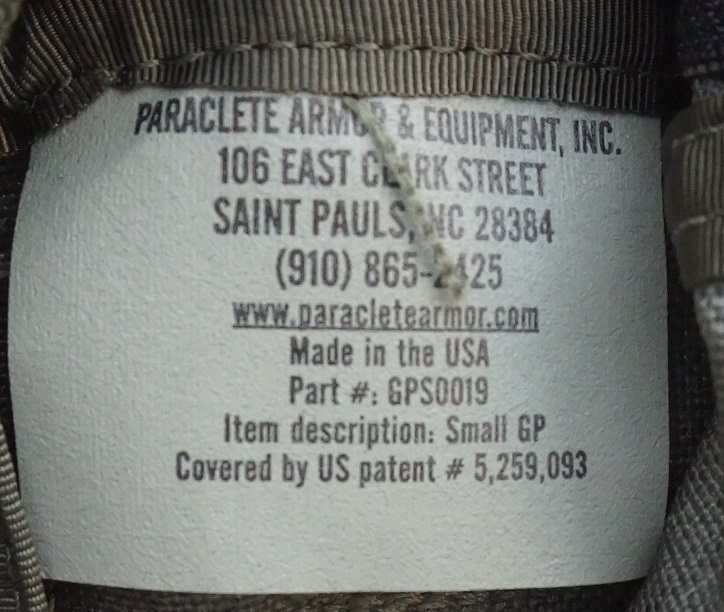 PARACLETE ARMOR & EQUIPMENT, INC.
106 EAST CLARK STREET
SAINT PAULS, NC 28384
(910) 865-2425
www.paracletearmor.com
Made in the USA
Part #: GPS0019
Item description: Small GP
Covered by US patent # 5,259,093